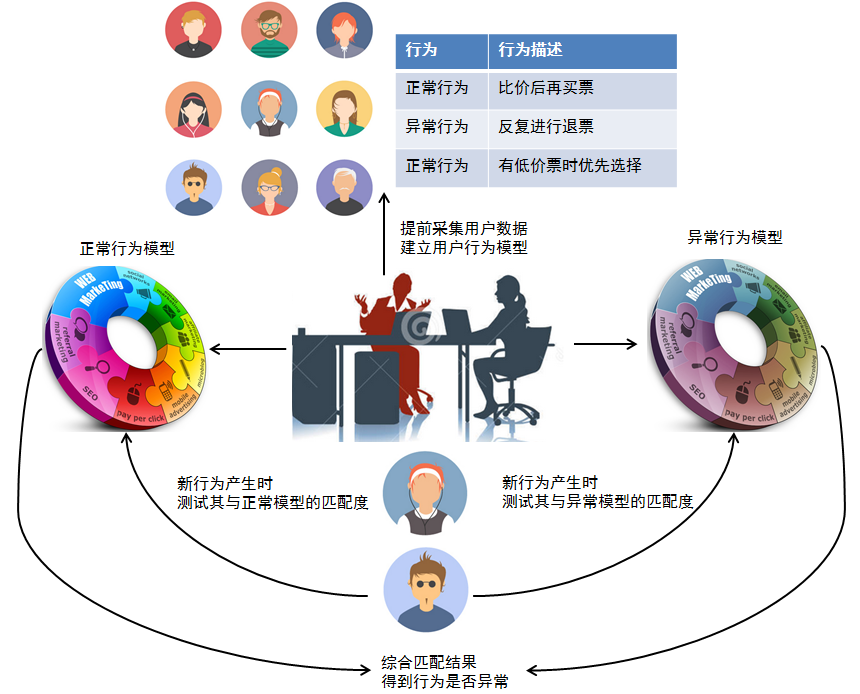 行为 行为描述
正常行为 比价后再买票
异常行为 反复进行退票
正常行为 有低价票时优先选择
提前采集用户数据
建立用户行为模型
正常行为模型
异常行为模型
WEB
MarkeTing
social
networks
referral
marketing
SEO
pay per click
mobile
advertising
WEB
MarkeTing
social
networks
referral
marketing
SEO
pay per click
mobile
advertising
新行为产生时
测试其与正常模型的匹配度
新行为产生时
测试其与异常模型的匹配度
综合匹配结果
得到行为是否异常